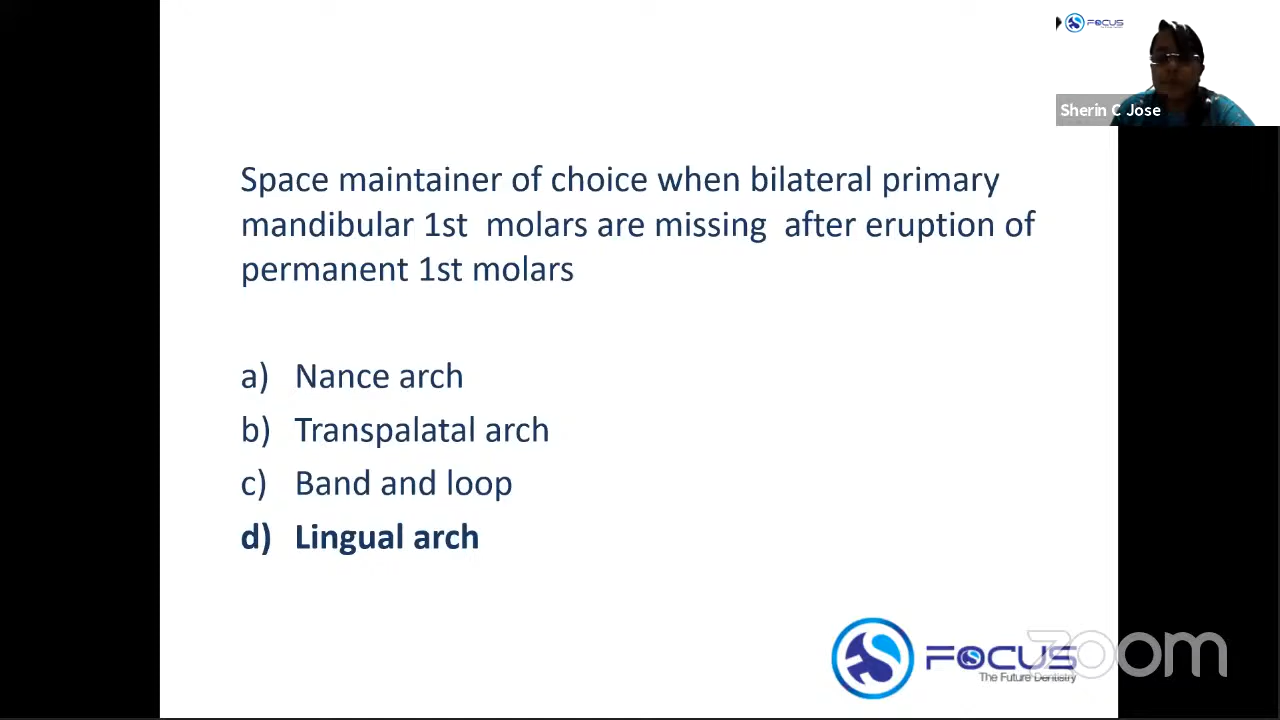 FOCUS
Sherin C Jose
Space maintainer of choice when bilateral primary
mandibular 1st molars are missing after eruption of
permanent 1st molars
a) Nance arch
b) Transpalatal arch
c) Band and loop
d) Lingual arch
FOCUS
The Future Dentistry
zoom